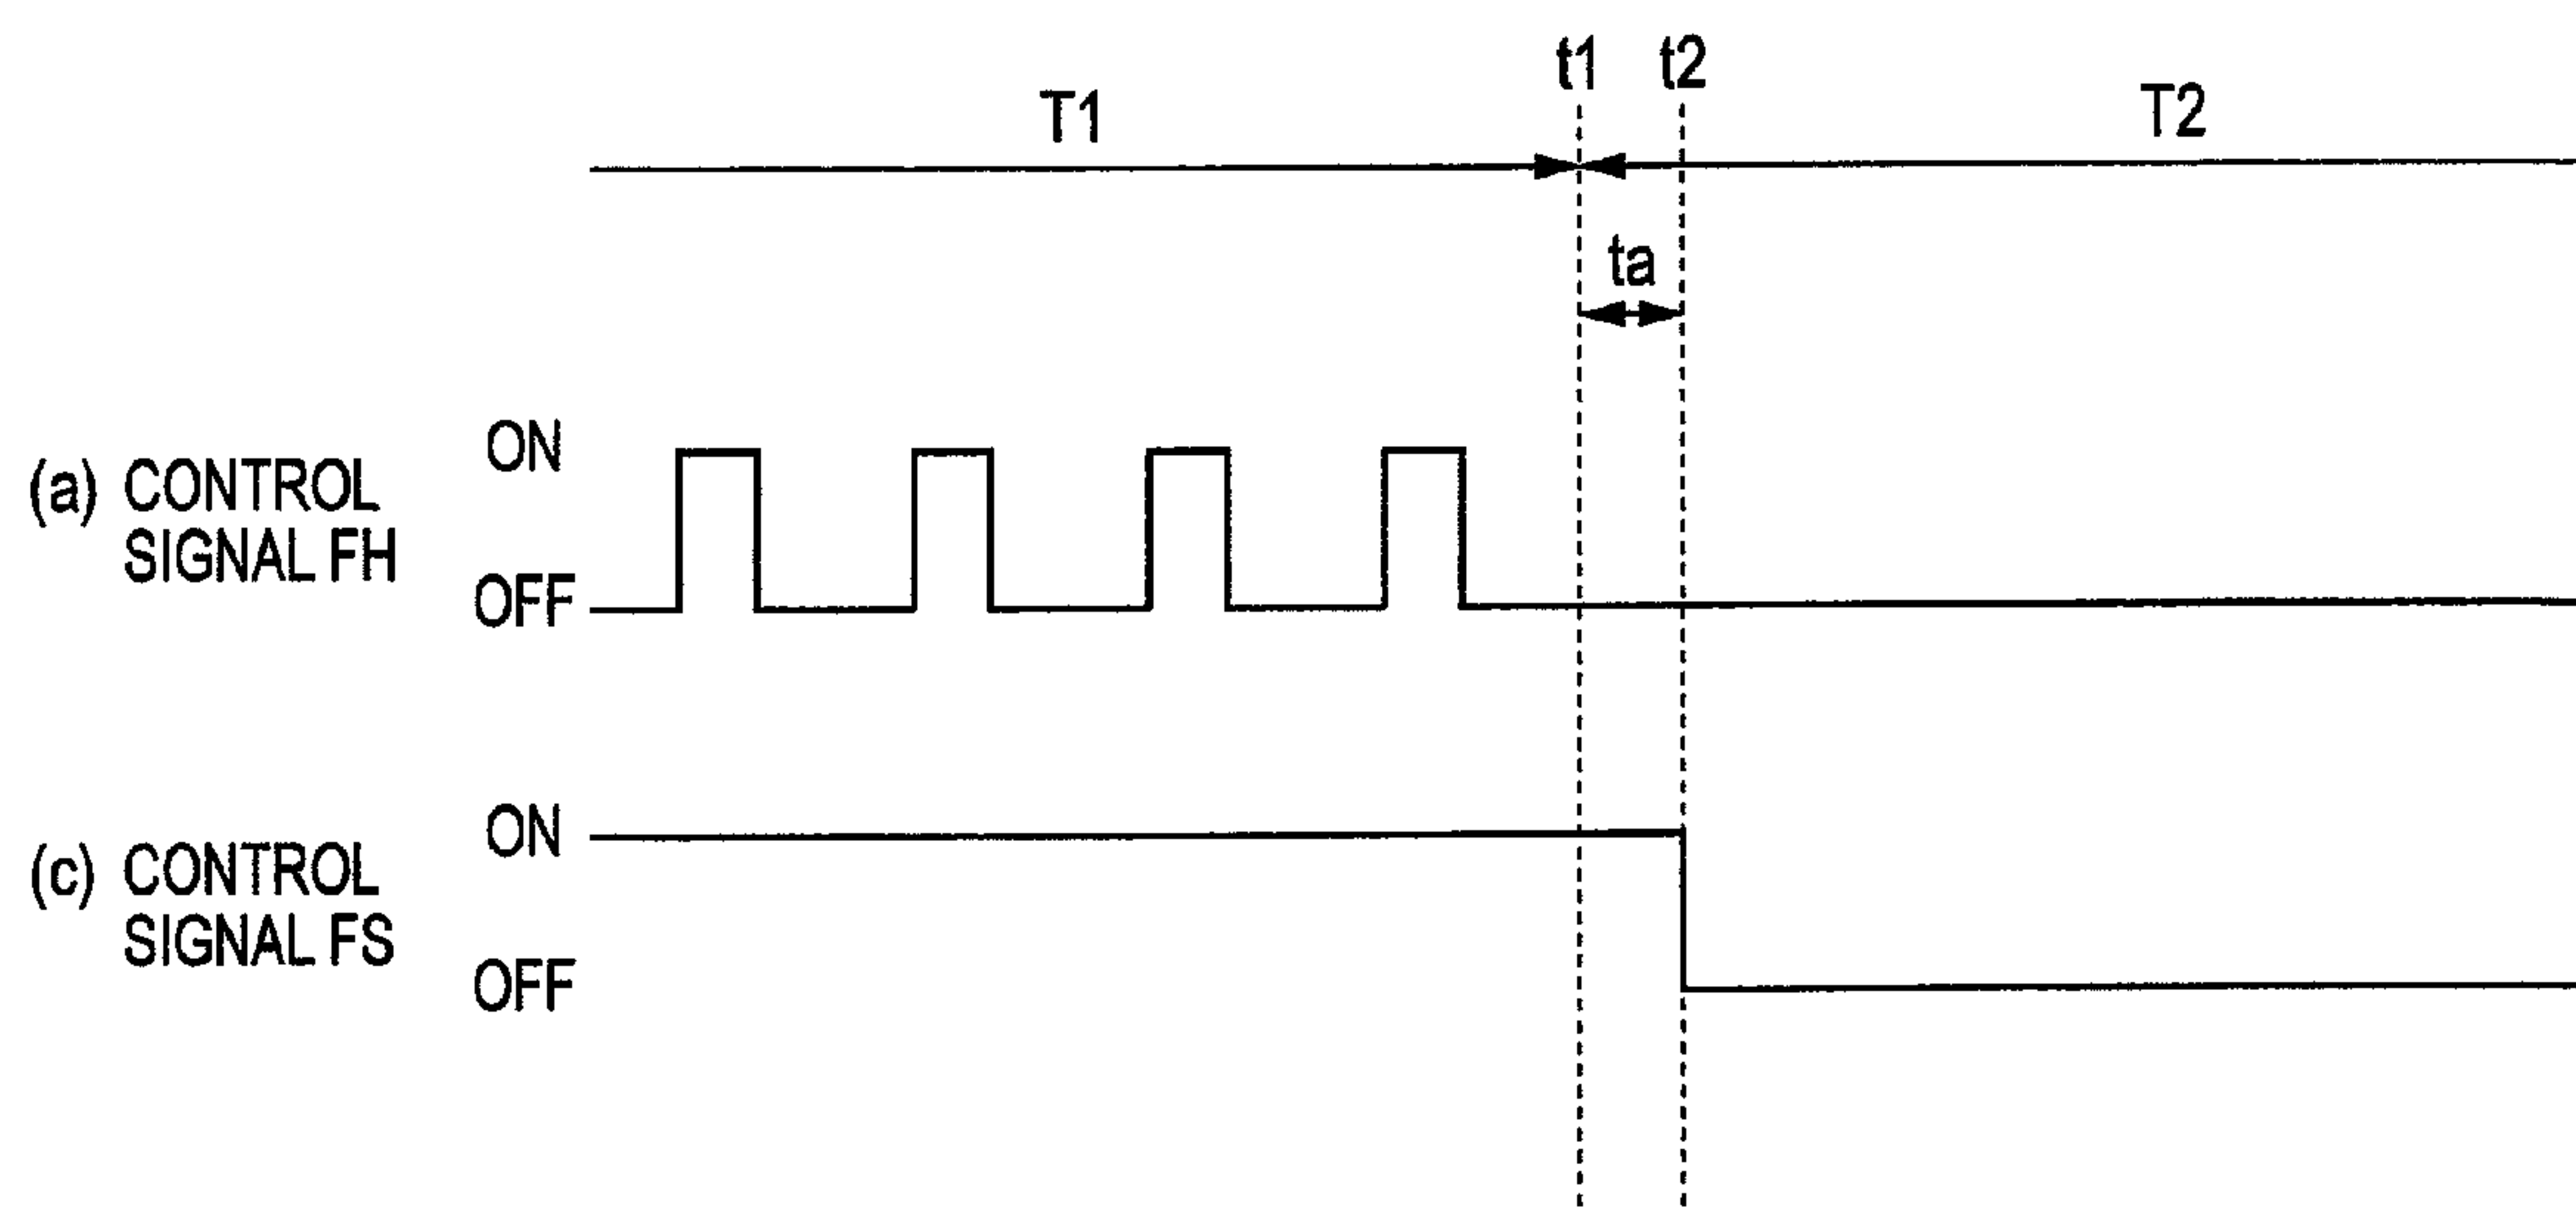 t1 t2
T1
T2
ta
ON
(a) CONTROL
SIGNAL FH
OFF
ON
(c) CONTROL
SIGNAL FS
OFF